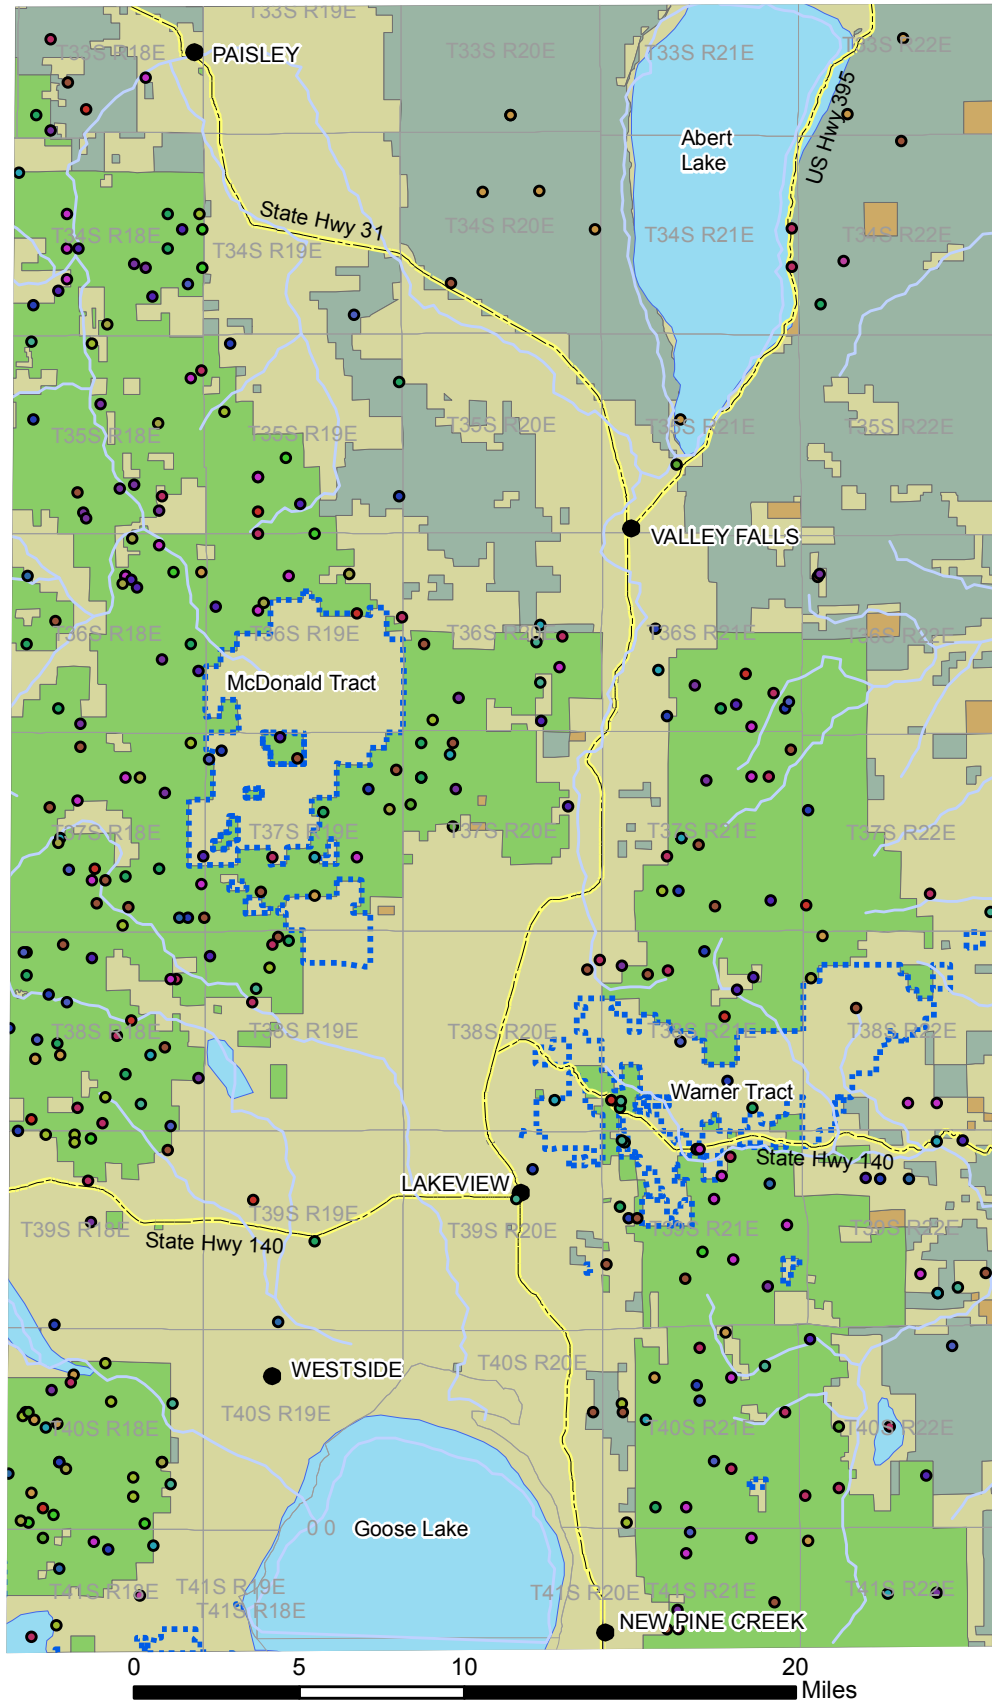 T33S R19E
T33S R18E
PAISLEY
T33S R20E
T33S R21E
T33S R22E
US Hwy 395
Abert
Lake
State Hwy 31
T34S R18E
T34S R19E
T34S R20E
T34S R21E
T34S R22E
T35S R18E
T35S R19E
T35S R20E
T35S R21E
T35S R22E
VALLEY FALLS
T36S R18E
T36S R19E
T36S R20E
T36S R21E
T36S R22E
McDonald Tract
T37S R18E
T37S R19E
T37S R20E
T37S R21E
T37S R22E
T38S R18E
T38S R19E
T38S R20E
T38S R21E
T38S R22E
Warner Tract
State Hwy 140
LAKEVIEW
T39S R18E
T39S R19E
T39S R20E
T39S R21E
T39S R22E
State Hwy 140
WESTSIDE
T40S R20E
T40S R18E
T40S R19E
T40S R21E
T40S R22E
0 0
Goose Lake
T41S R18E
T41S R19E
T41S R18E
T41S R20E
T41S R21E
T41S R22E
NEW PINE CREEK
0 5 10 20
Miles